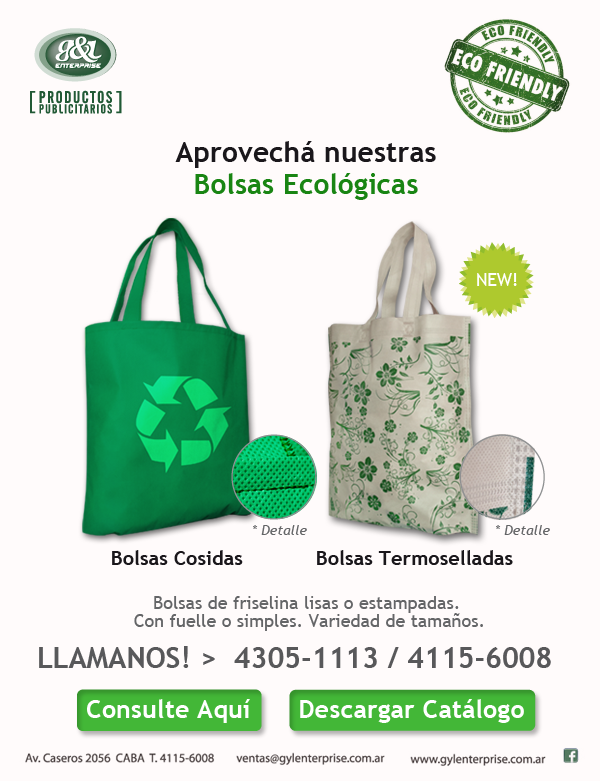 g&l
ENTERPRISE
[PRODUCTOS
PUBLICITARIOS]
ECO FRIENDLY
ECO FRIENDLY
ECO FRIENDLY
Aprovechá nuestras
Bolsas Ecológicas
NEW!
* Detalle
* Detalle
Bolsas Cosidas
Bolsas Termoselladas
Bolsas de friselina lisas o estampadas.
Con fuelle o simples. Variedad de tamaños.
LLAMANOS! > 4305-1113 / 4115-6008
Consulte Aquí
Descargar Catálogo
Av. Caseros 2056 CABA T. 4115-6008
ventas@gylenterprise.com.ar
www.gylenterprise.com.ar
f